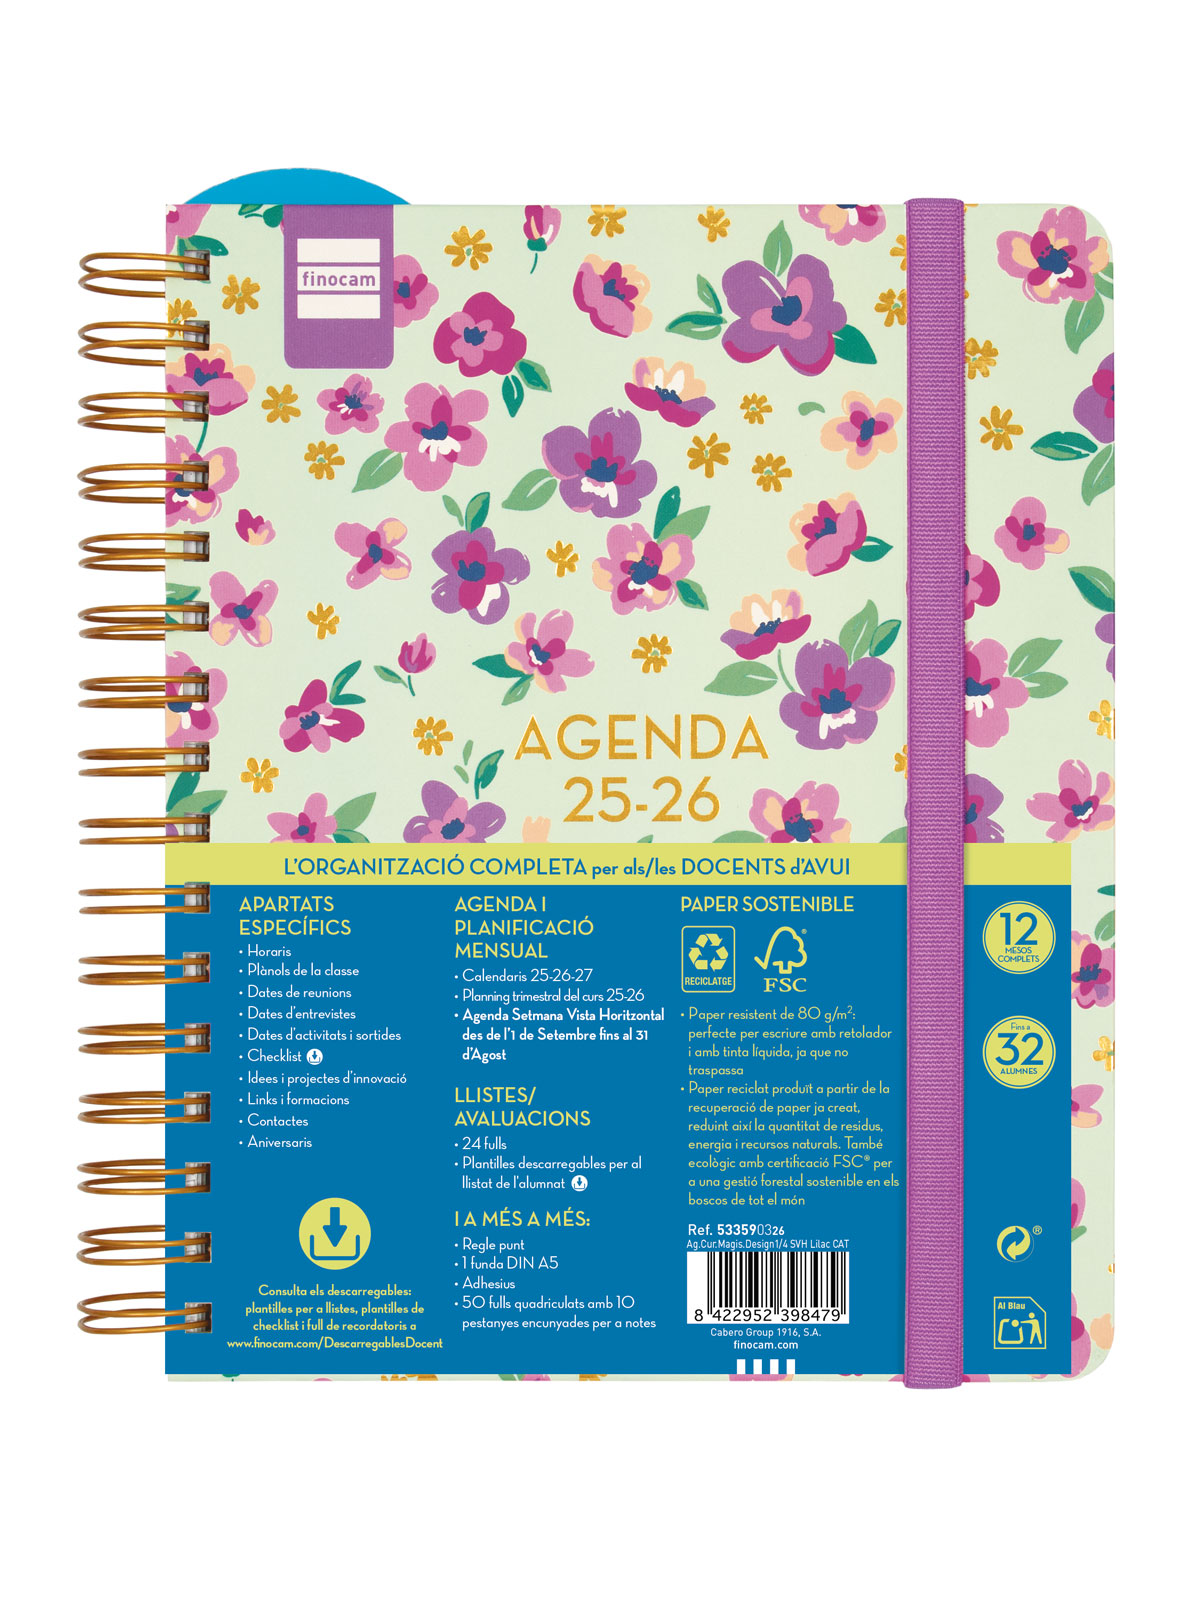 finocam
AGENDA
25-26
L'ORGANITZACIÓ COMPLETA per als/les DOCENTS d'AVUI
APARTATS
ESPECÍFICS
• Horaris
• Plànols de la classe
• Dates de reunions
• Dates d'entrevistes
• Dates d'activitats i sortides
• Checklist
• Idees i projectes d'innovació
• Links i formacions
• Contactes
• Aniversaris
Consulta els descarregables:
plantilles per a llistes, plantilles de
checklist i full de recordatoris a
www.finocam.com/DescarregablesDocent
AGENDA I
PLANIFICACIÓ
MENSUAL
• Calendaris 25-26-27
• Planning trimestral del curs 25-26
• Agenda Setmana Vista Horitzontal
des de l'1 de Setembre fins al 31
d'Agost
LLISTES/
AVALUACIONS
• 24 fulls
• Plantilles descarregables per al
llistat de l'alumnat
I A MÉS A MÉS:
• Regle punt
• 1 funda DIN A5
• Adhesius
• 50 fulls quadriculats amb 10
pestanyes encunyades per a notes
PAPER SOSTENIBLE
RECICLATGE
FSC
• Paper resistent de 80 g/m²:
perfecte per escriure amb retolador
i amb tinta líquida, ja que no
traspassa
• Paper reciclat produït a partir de la
recuperació de paper ja creat,
reduint així la quantitat de residus,
energia i recursos naturals. També
ecològic amb certificació FSC® per
a una gestió forestal sostenible en els
boscos de tot el món
Ref. 533590326
Ag.Cur.Magis.Design1/4 SVH Lilac CAT
8 422952 398479
Cabero Group 1916, S.A.
finocam.com
12
MESOS
COMPLETS
Fins a
32
ALUMNES
®
Al Blau